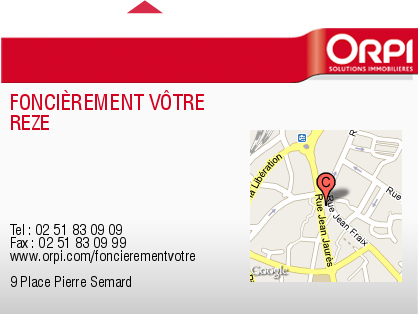 ORPI
SOLUTIONS IMMOBILIÈRES
FONCIÈREMENT VÔTRE
REZE
Tel : 02 51 83 09 09
Fax : 02 51 83 09 99
www.orpi.com/foncierementvotre
9 Place Pierre Semard
la Libération
C
Rue Jean Jaurès
Rue Jean Fraix
Google